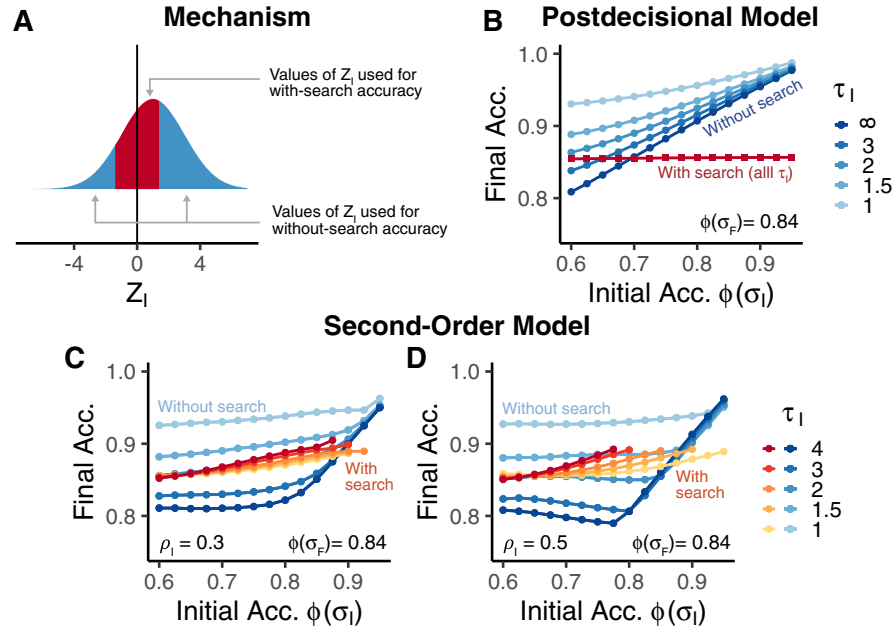 A
Mechanism
Values of Z_I used for
with-search accuracy
Values of Z_I used for
without-search accuracy
-4
0
4
Z_I
B
Postdecisional Model
1.0
0.9
0.8
Final Acc.
Without search
With search (alll τ_I)
ϕ(σ_F)= 0.84
0.6
0.7
0.8
0.9
Initial Acc. ϕ(σ_I)
τ_I
∞
3
2
1.5
1
Second-Order Model
C
1.0
0.9
0.8
Final Acc.
Without search
With
search
ρ_I = 0.3
ϕ(σ_F)= 0.84
0.6
0.7
0.8
0.9
Initial Acc. ϕ(σ_I)
D
1.0
0.9
0.8
Final Acc.
Without search
With
search
ρ_I = 0.5
ϕ(σ_F)= 0.84
0.6
0.7
0.8
0.9
Initial Acc. ϕ(σ_I)
τ_I
4
3
2
1.5
1